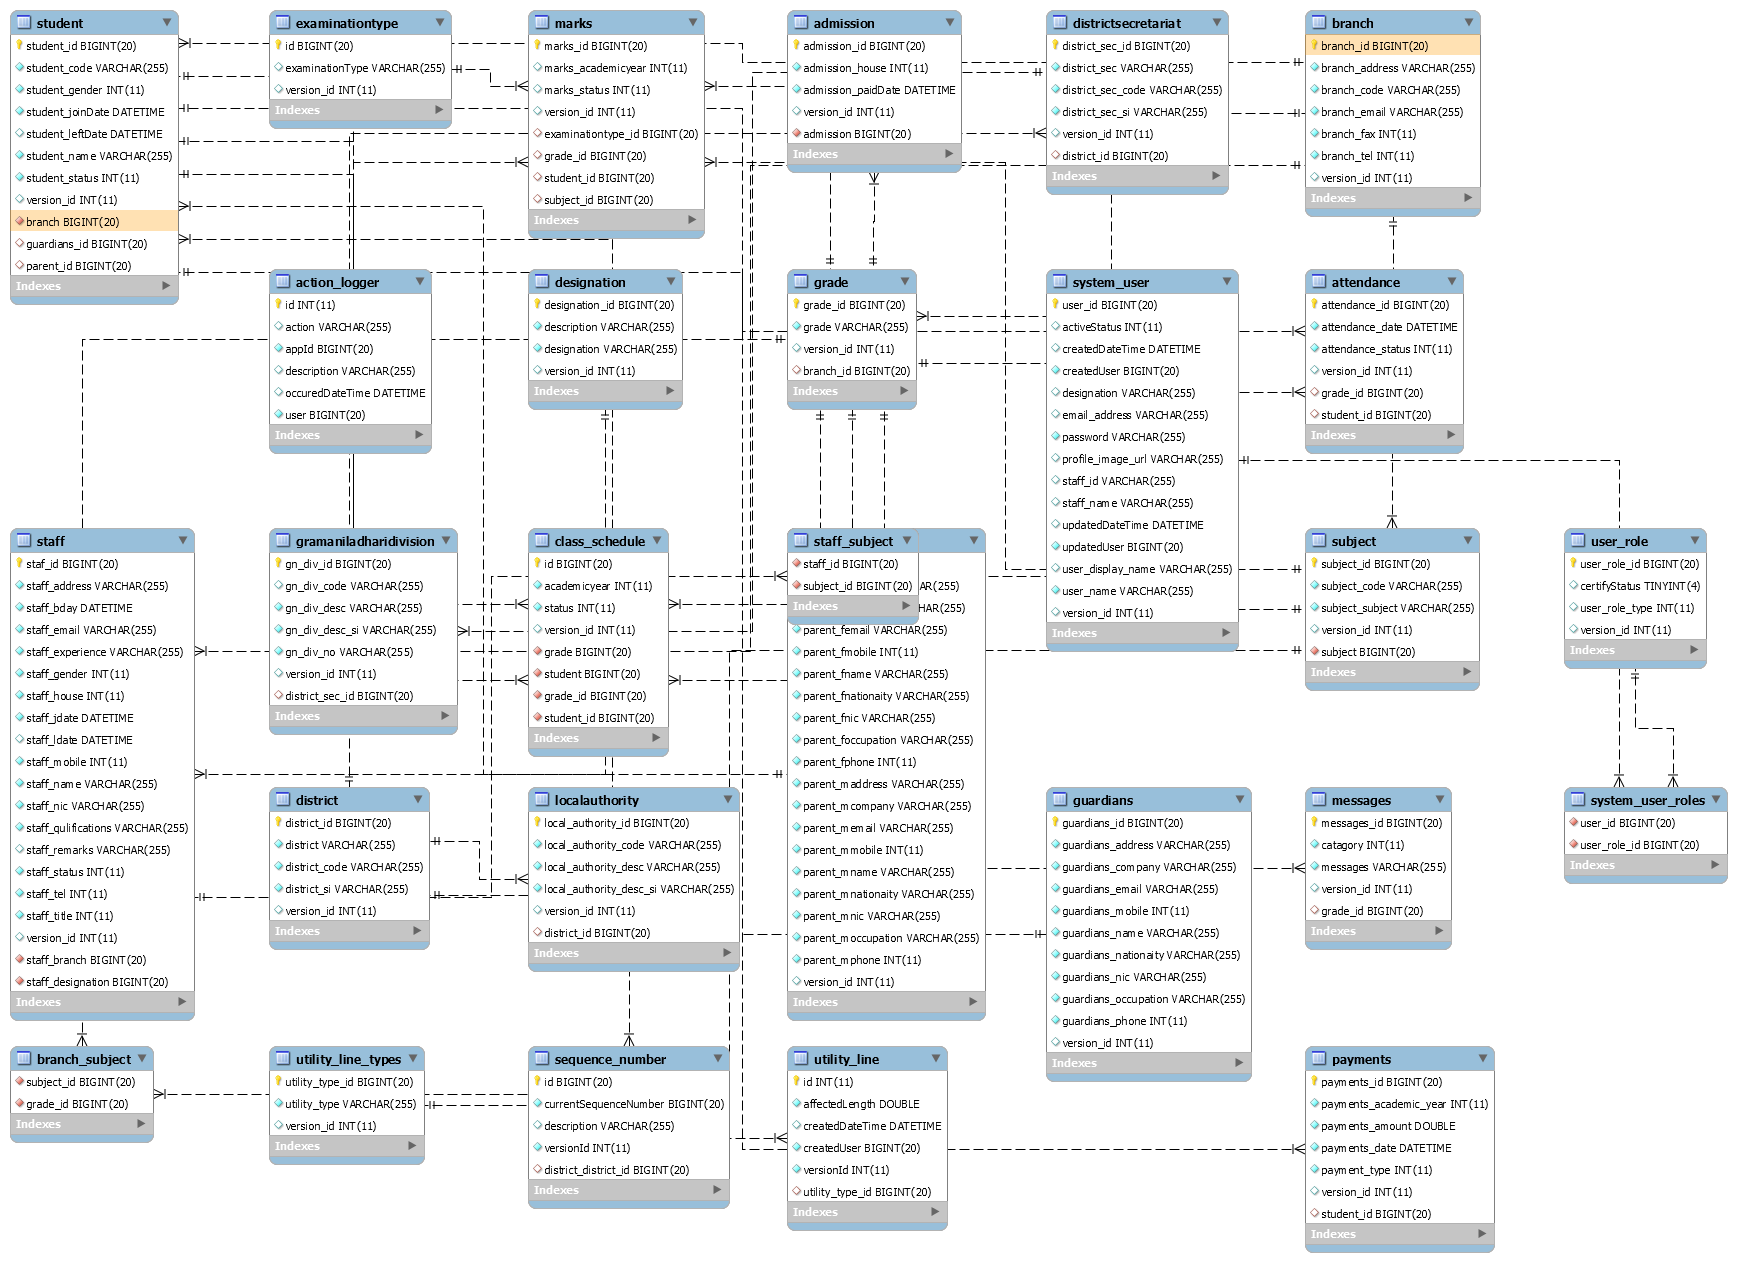 student
student_id BIGINT(20)
student_code VARCHAR(255)
student_gender INT(11)
student_joinDate DATETIME
student_leftDate DATETIME
student_name VARCHAR(255)
student_status INT(11)
version_id INT(11)
branch BIGINT(20)
guardians_id BIGINT(20)
parent_id BIGINT(20)
Indexes
examinationtype
id BIGINT(20)
examinationType VARCHAR(255)
version_id INT(11)
Indexes
marks
marks_id BIGINT(20)
marks_academicyear INT(11)
marks_status INT(11)
version_id INT(11)
examinationtype_id BIGINT(20)
grade_id BIGINT(20)
student_id BIGINT(20)
subject_id BIGINT(20)
Indexes
admission
admission_id BIGINT(20)
admission_house INT(11)
admission_paidDate DATETIME
version_id INT(11)
admission BIGINT(20)
Indexes
districtsecretariat
district_sec_id BIGINT(20)
district_sec VARCHAR(255)
district_sec_code VARCHAR(255)
district_sec_si VARCHAR(255)
version_id INT(11)
district_id BIGINT(20)
Indexes
branch
branch_id BIGINT(20)
branch_address VARCHAR(255)
branch_code VARCHAR(255)
branch_email VARCHAR(255)
branch_fax INT(11)
branch_tel INT(11)
version_id INT(11)
Indexes
action_logger
id INT(11)
action VARCHAR(255)
appId BIGINT(20)
description VARCHAR(255)
occuredDateTime DATETIME
user BIGINT(20)
Indexes
designation
designation_id BIGINT(20)
description VARCHAR(255)
designation VARCHAR(255)
version_id INT(11)
Indexes
grade
grade_id BIGINT(20)
grade VARCHAR(255)
version_id INT(11)
branch_id BIGINT(20)
Indexes
system_user
user_id BIGINT(20)
activeStatus INT(11)
createdDateTime DATETIME
createdUser BIGINT(20)
designation VARCHAR(255)
email_address VARCHAR(255)
password VARCHAR(255)
profile_image_url VARCHAR(255)
staff_id VARCHAR(255)
staff_name VARCHAR(255)
updatedDateTime DATETIME
updatedUser BIGINT(20)
user_display_name VARCHAR(255)
user_name VARCHAR(255)
version_id INT(11)
Indexes
attendance
attendance_id BIGINT(20)
attendance_date DATETIME
attendance_status INT(11)
version_id INT(11)
grade_id BIGINT(20)
student_id BIGINT(20)
Indexes
staff
staf_id BIGINT(20)
staff_address VARCHAR(255)
staff_bday DATETIME
staff_email VARCHAR(255)
staff_experience VARCHAR(255)
staff_gender INT(11)
staff_house INT(11)
staff_jdate DATETIME
staff_ldate DATETIME
staff_mobile INT(11)
staff_name VARCHAR(255)
staff_nic VARCHAR(255)
staff_qulifications VARCHAR(255)
staff_remarks VARCHAR(255)
staff_status INT(11)
staff_tel INT(11)
staff_title INT(11)
version_id INT(11)
staff_branch BIGINT(20)
staff_designation BIGINT(20)
Indexes
gramaniladharidivision
gn_div_id BIGINT(20)
gn_div_code VARCHAR(255)
gn_div_desc VARCHAR(255)
gn_div_desc_si VARCHAR(255)
gn_div_no VARCHAR(255)
version_id INT(11)
district_sec_id BIGINT(20)
Indexes
class_schedule
id BIGINT(20)
academicyear INT(11)
status INT(11)
version_id INT(11)
grade BIGINT(20)
student BIGINT(20)
grade_id BIGINT(20)
student_id BIGINT(20)
Indexes
staff_subject
staff_id BIGINT(20)
subject_id BIGINT(20)
Indexes
AR(255)
HAR(255)
parent_femail VARCHAR(255)
parent_fmobile INT(11)
parent_fname VARCHAR(255)
parent_fnationaity VARCHAR(255)
parent_fnic VARCHAR(255)
parent_foccupation VARCHAR(255)
parent_fphone INT(11)
parent_maddress VARCHAR(255)
parent_mcompany VARCHAR(255)
parent_memail VARCHAR(255)
parent_mmobile INT(11)
parent_mname VARCHAR(255)
parent_mnationaity VARCHAR(255)
parent_mnic VARCHAR(255)
parent_moccupation VARCHAR(255)
parent_mphone INT(11)
version_id INT(11)
Indexes
subject
subject_id BIGINT(20)
subject_code VARCHAR(255)
subject_subject VARCHAR(255)
version_id INT(11)
subject BIGINT(20)
Indexes
user_role
user_role_id BIGINT(20)
certifyStatus TINYINT(4)
user_role_type INT(11)
version_id INT(11)
Indexes
district
district_id BIGINT(20)
district VARCHAR(255)
district_code VARCHAR(255)
district_si VARCHAR(255)
version_id INT(11)
Indexes
localauthority
local_authority_id BIGINT(20)
local_authority_code VARCHAR(255)
local_authority_desc VARCHAR(255)
local_authority_desc_si VARCHAR(255)
version_id INT(11)
district_id BIGINT(20)
Indexes
guardians
guardians_id BIGINT(20)
guardians_address VARCHAR(255)
guardians_company VARCHAR(255)
guardians_email VARCHAR(255)
guardians_mobile INT(11)
guardians_name VARCHAR(255)
guardians_nationaity VARCHAR(255)
guardians_nic VARCHAR(255)
guardians_occupation VARCHAR(255)
guardians_phone INT(11)
version_id INT(11)
Indexes
messages
messages_id BIGINT(20)
catagory INT(11)
messages VARCHAR(255)
version_id INT(11)
grade_id BIGINT(20)
Indexes
system_user_roles
user_id BIGINT(20)
user_role_id BIGINT(20)
Indexes
branch_subject
subject_id BIGINT(20)
grade_id BIGINT(20)
Indexes
utility_line_types
utility_type_id BIGINT(20)
utility_type VARCHAR(255)
version_id INT(11)
Indexes
sequence_number
id BIGINT(20)
currentSequenceNumber BIGINT(20)
description VARCHAR(255)
versionId INT(11)
district_district_id BIGINT(20)
Indexes
utility_line
id INT(11)
affectedLength DOUBLE
createdDateTime DATETIME
createdUser BIGINT(20)
versionId INT(11)
utility_type_id BIGINT(20)
Indexes
payments
payments_id BIGINT(20)
payments_academic_year INT(11)
payments_amount DOUBLE
payments_date DATETIME
payment_type INT(11)
version_id INT(11)
student_id BIGINT(20)
Indexes